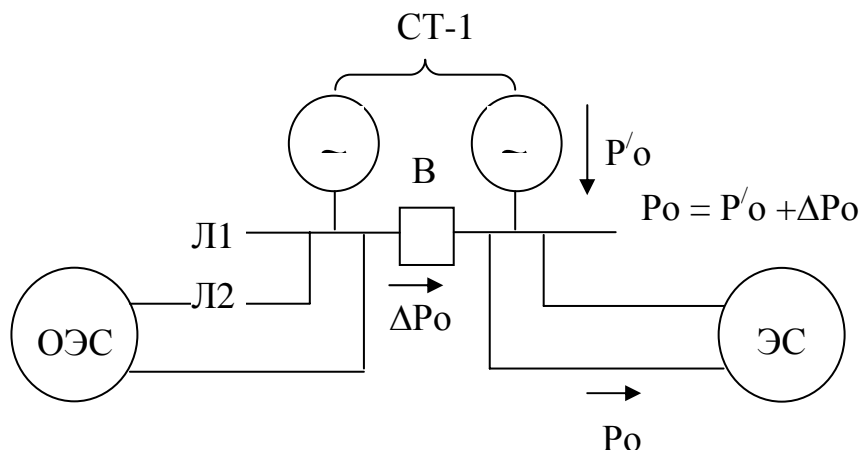 СТ-1
~ ~
В
Р/о
Ро = Р/о +ΔРо
Л1
Л2
ΔРо
ОЭС
ЭС
Ро